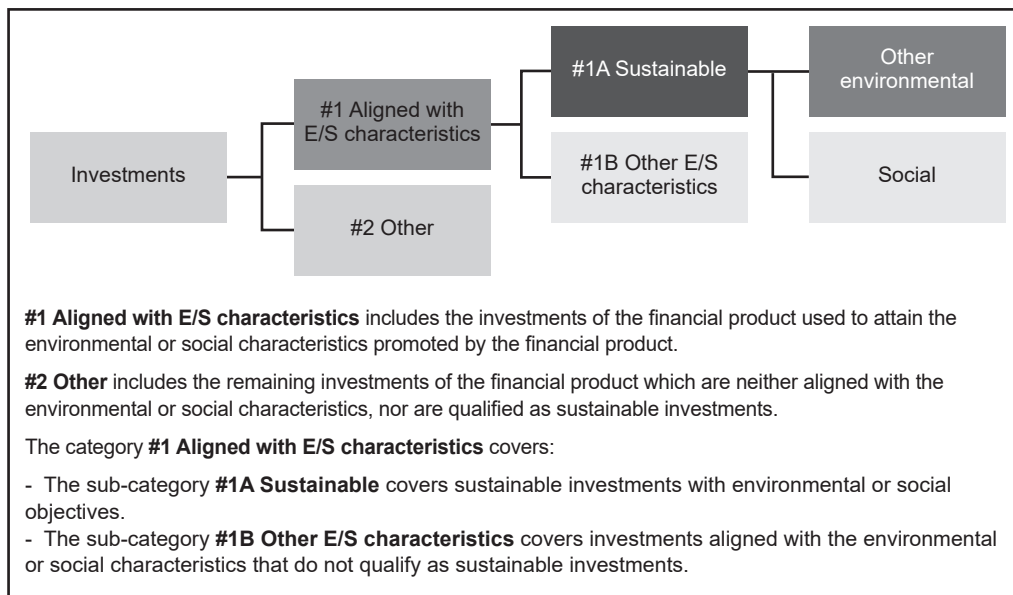 Investments
#1 Aligned with
E/S characteristics
#2 Other
#1A Sustainable
#1B Other E/S
characteristics
Other
environmental
Social
#1 Aligned with E/S characteristics includes the investments of the financial product used to attain the
environmental or social characteristics promoted by the financial product.
#2 Other includes the remaining investments of the financial product which are neither aligned with the
environmental or social characteristics, nor are qualified as sustainable investments.
The category #1 Aligned with E/S characteristics covers:
- The sub-category #1A Sustainable covers sustainable investments with environmental or social
objectives.
- The sub-category #1B Other E/S characteristics covers investments aligned with the environmental
or social characteristics that do not qualify as sustainable investments.